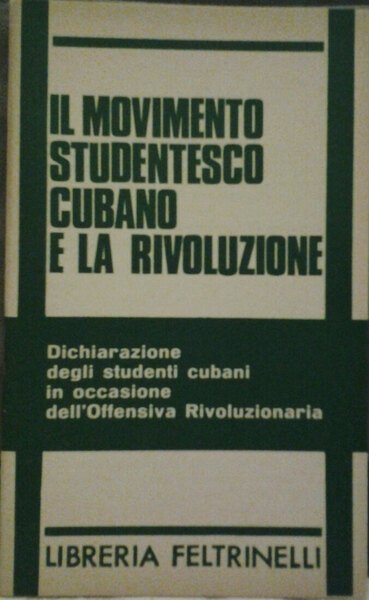 IL MOVIMENTO
STUDENTESCO
CUBANO
E LA RIVOLUZIONE
Dichiarazione
degli studenti cubani
in occasione
dell'Offensiva Rivoluzionaria
LIBRERIA FELTRINELLI